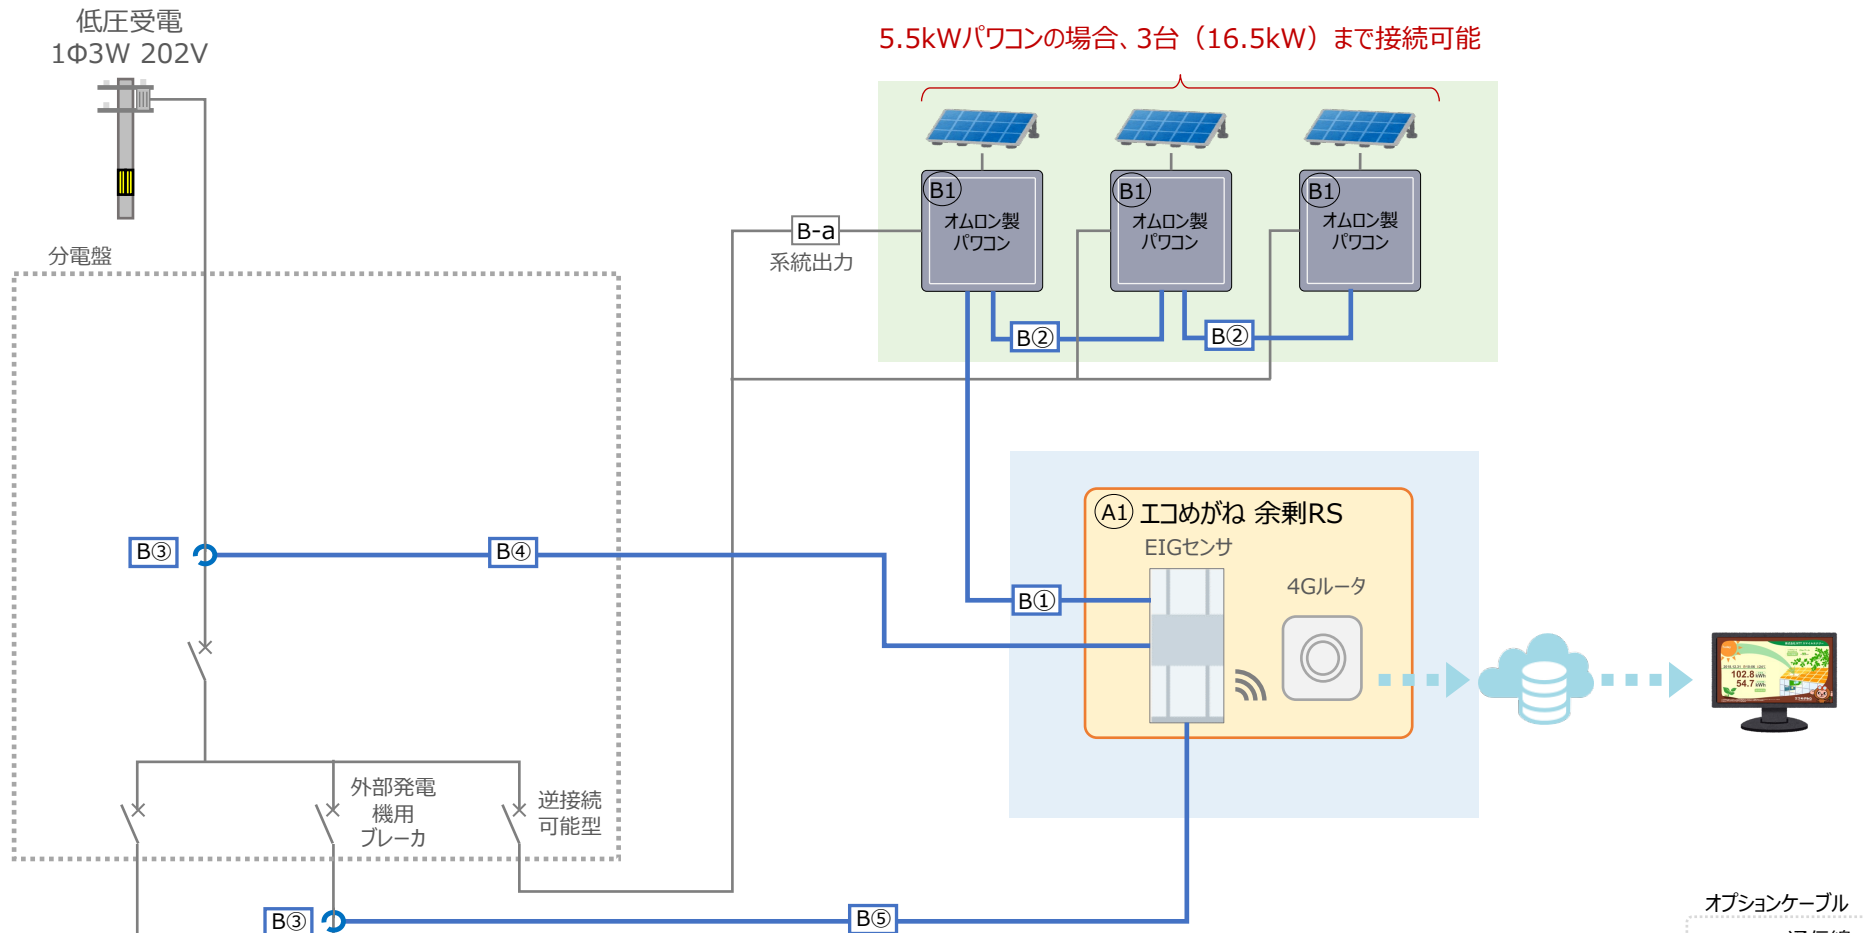 低圧受電
1Φ3W 202V
5.5kWパワコンの場合、3台（16.5kW）まで接続可能
B1
オムロン製
パワコン
B1
オムロン製
パワコン
B1
オムロン製
パワコン
B-a
系統出力
分電盤
B②
B②
A1 エコめがね 余剰RS
EIGセンサ
4Gルータ
B③
B④
B①
102.8 kWh
54.7 kWh
外部発電
機用
ブレーカ
逆接続
可能型
B③
B⑤
オプションケーブル